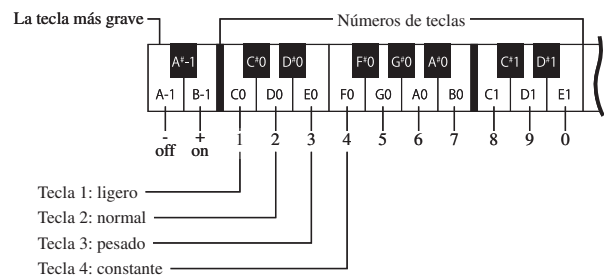 La tecla más grave
Números de teclas
A#-1 C#0 D#0 F#0 G#0 A#0 C#1 D#1
A-1 B-1 C0 D0 E0 F0 G0 A0 B0 C1 D1 E1
- + 1 2 3 4 5 6 7 8 9 0
off on
Tecla 1: ligero
Tecla 2: normal
Tecla 3: pesado
Tecla 4: constante